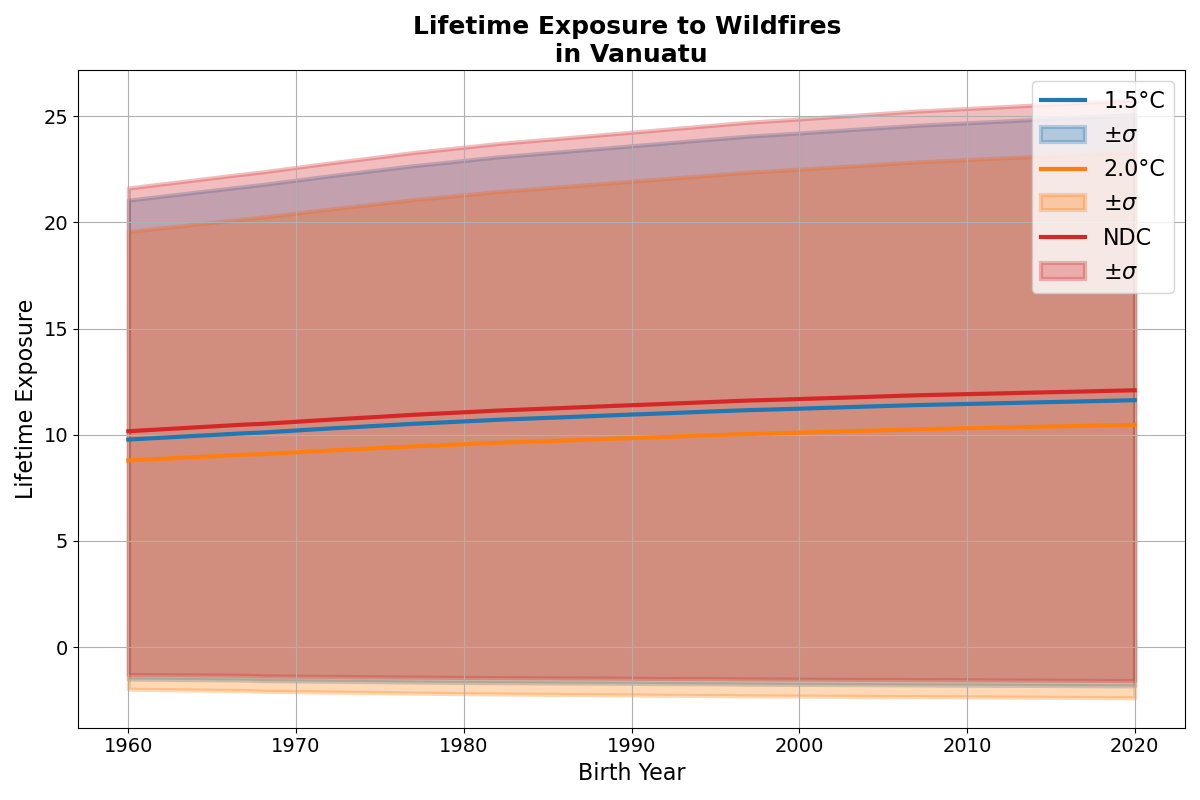 Lifetime Exposure to Wildfires
in Vanuatu
25
20
15
10
5
0
Lifetime Exposure
1960
1970
1980
1990
2000
2010
2020
Birth Year
1.5°C
±σ
2.0°C
±σ
NDC
±σ